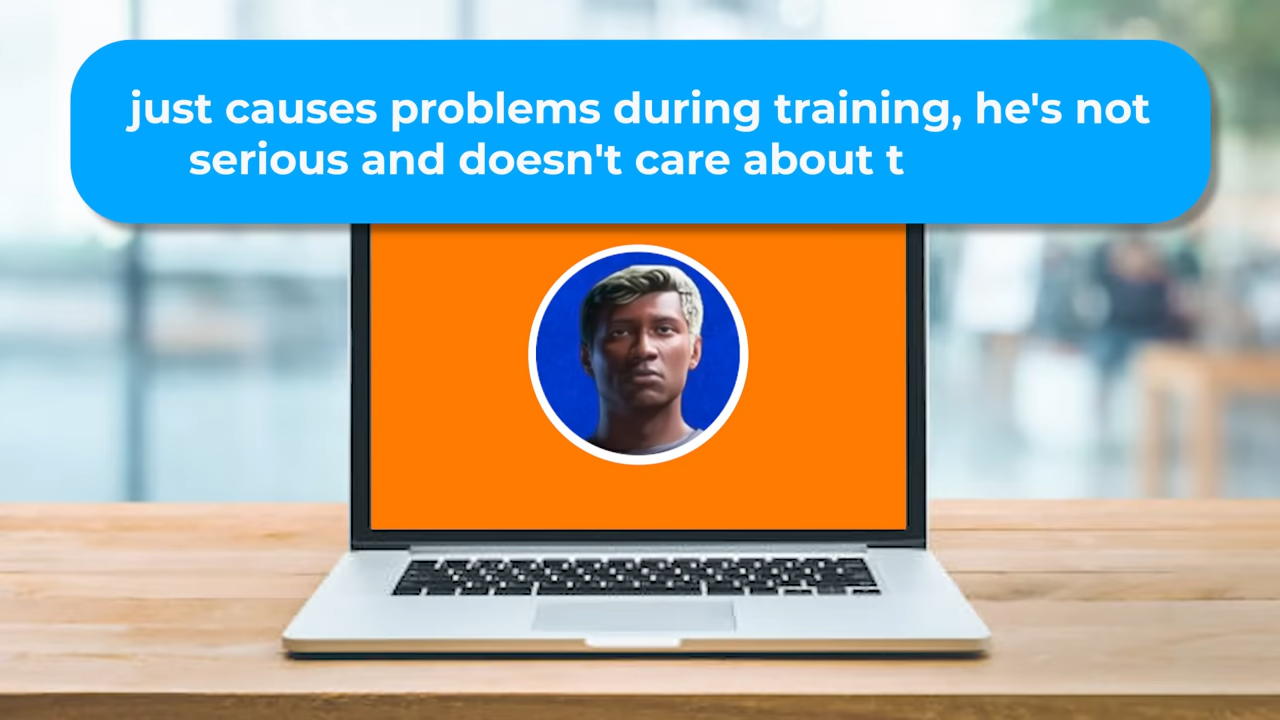 just causes problems during training, he's not
serious and doesn't care about t